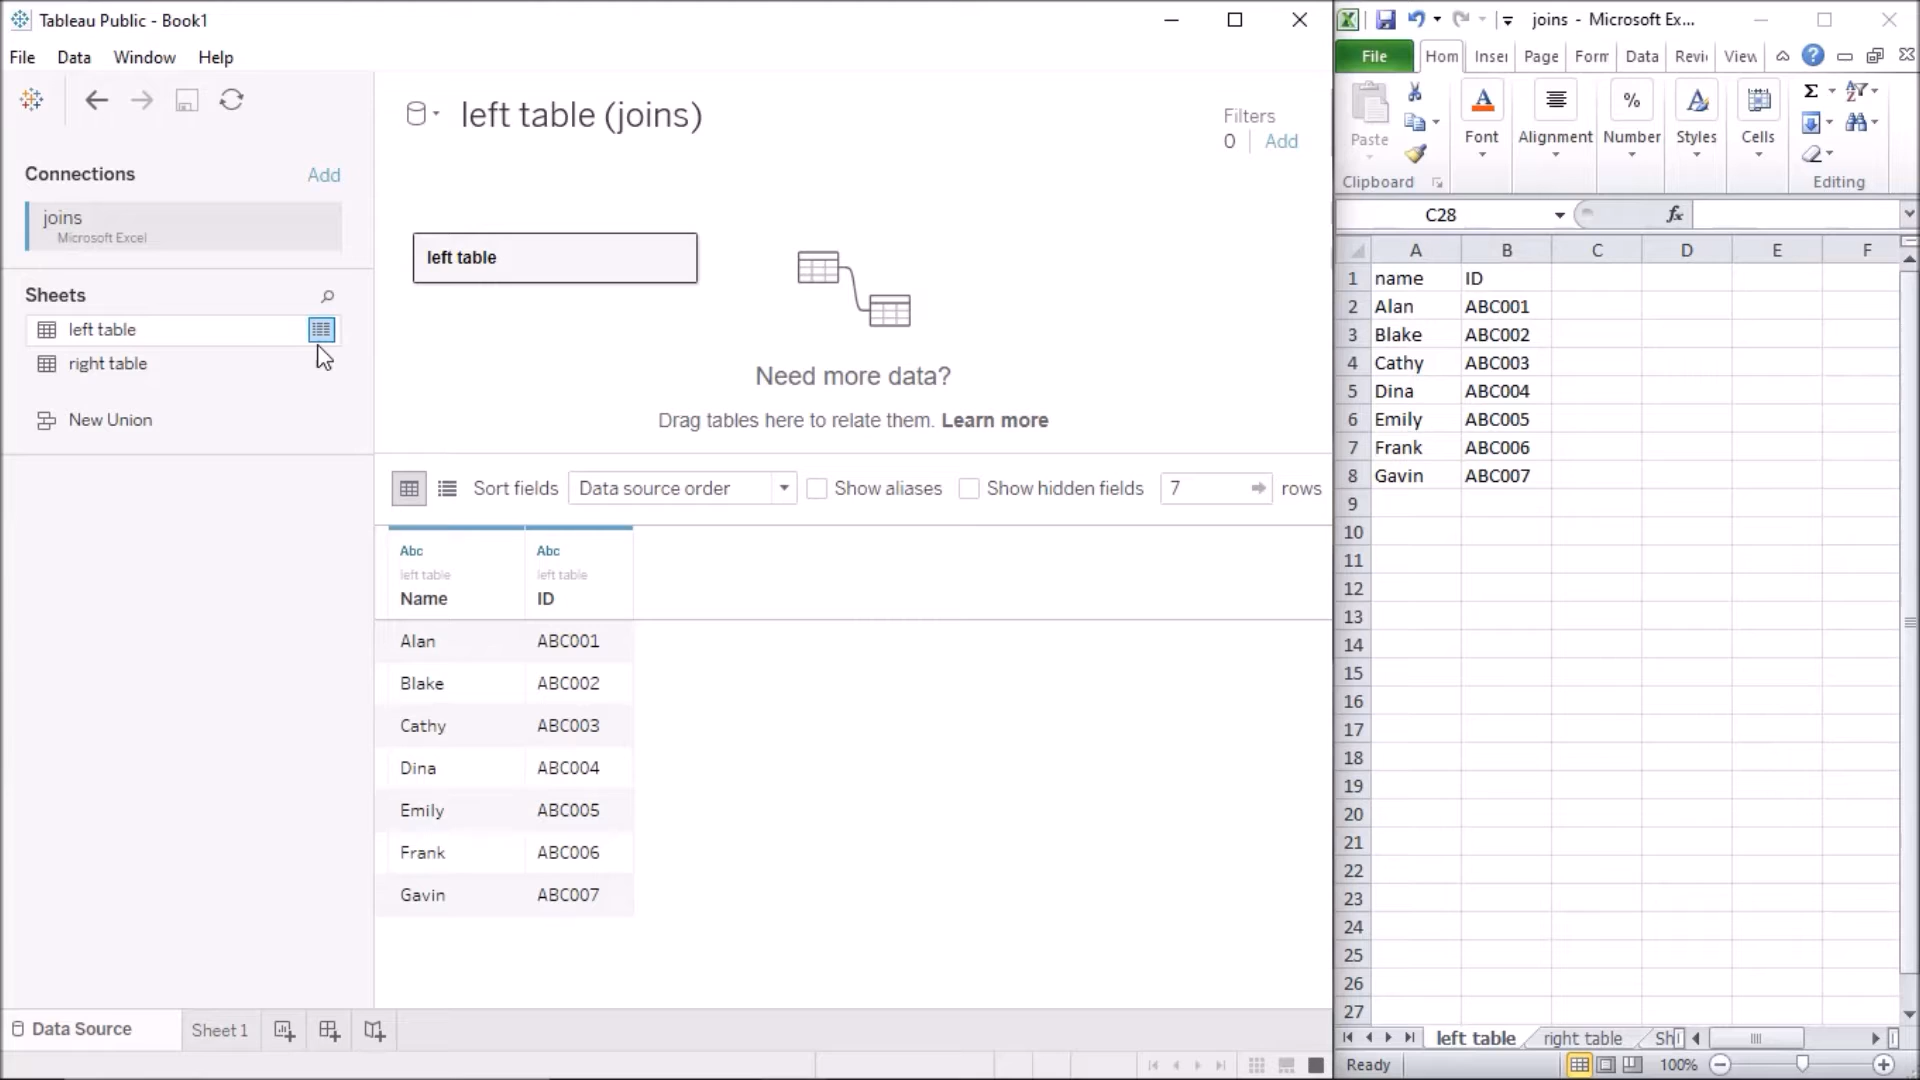 Tableau Public - Book1
File Data Window Help
Connections Add
joins
Microsoft Excel
Sheets
left table
right table
New Union
left table (joins)
Filters
0 Add
left table
Need more data?
Drag tables here to relate them. Learn more
Sort fields Data source order Show aliases Show hidden fields 7 rows
Abc Abc
left table left table
Name ID
Alan ABC001
Blake ABC002
Cathy ABC003
Dina ABC004
Emily ABC005
Frank ABC006
Gavin ABC007
Data Source Sheet 1
joins - Microsoft Ex...
File Hom Inser Page Form Data Revi View
Paste Font Alignment Number Styles Cells
Clipboard Editing
C28 fx
A B C D E F
1 name ID
2 Alan ABC001
3 Blake ABC002
4 Cathy ABC003
5 Dina ABC004
6 Emily ABC005
7 Frank ABC006
8 Gavin ABC007
9
10
11
12
13
14
15
16
17
18
19
20
21
22
23
24
25
26
27
left table right table Sh
Ready 100%